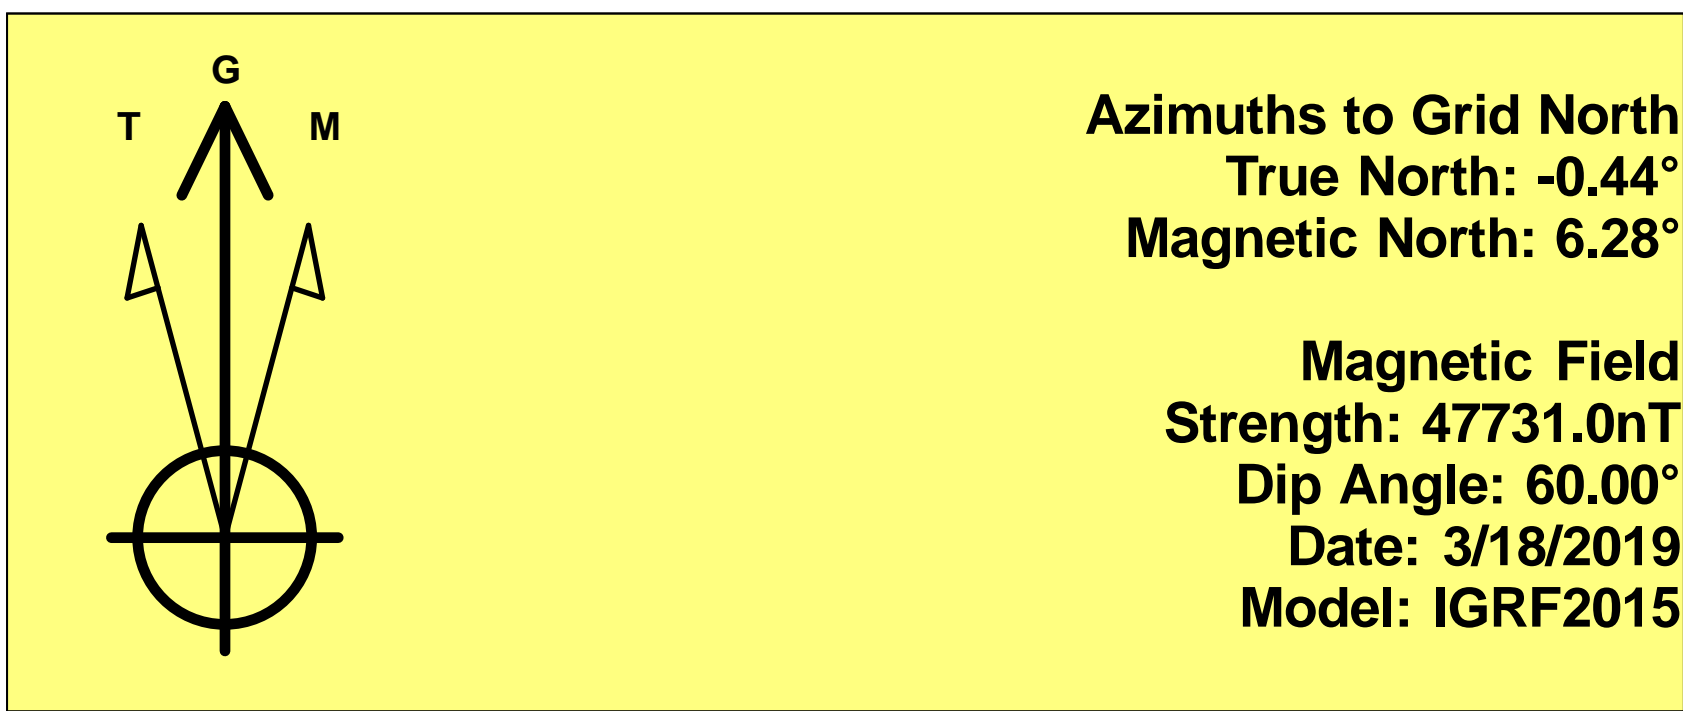 G
T M
Azimuths to Grid North
True North: -0.44°
Magnetic North: 6.28°
Magnetic Field
Strength: 47731.0nT
Dip Angle: 60.00°
Date: 3/18/2019
Model: IGRF2015